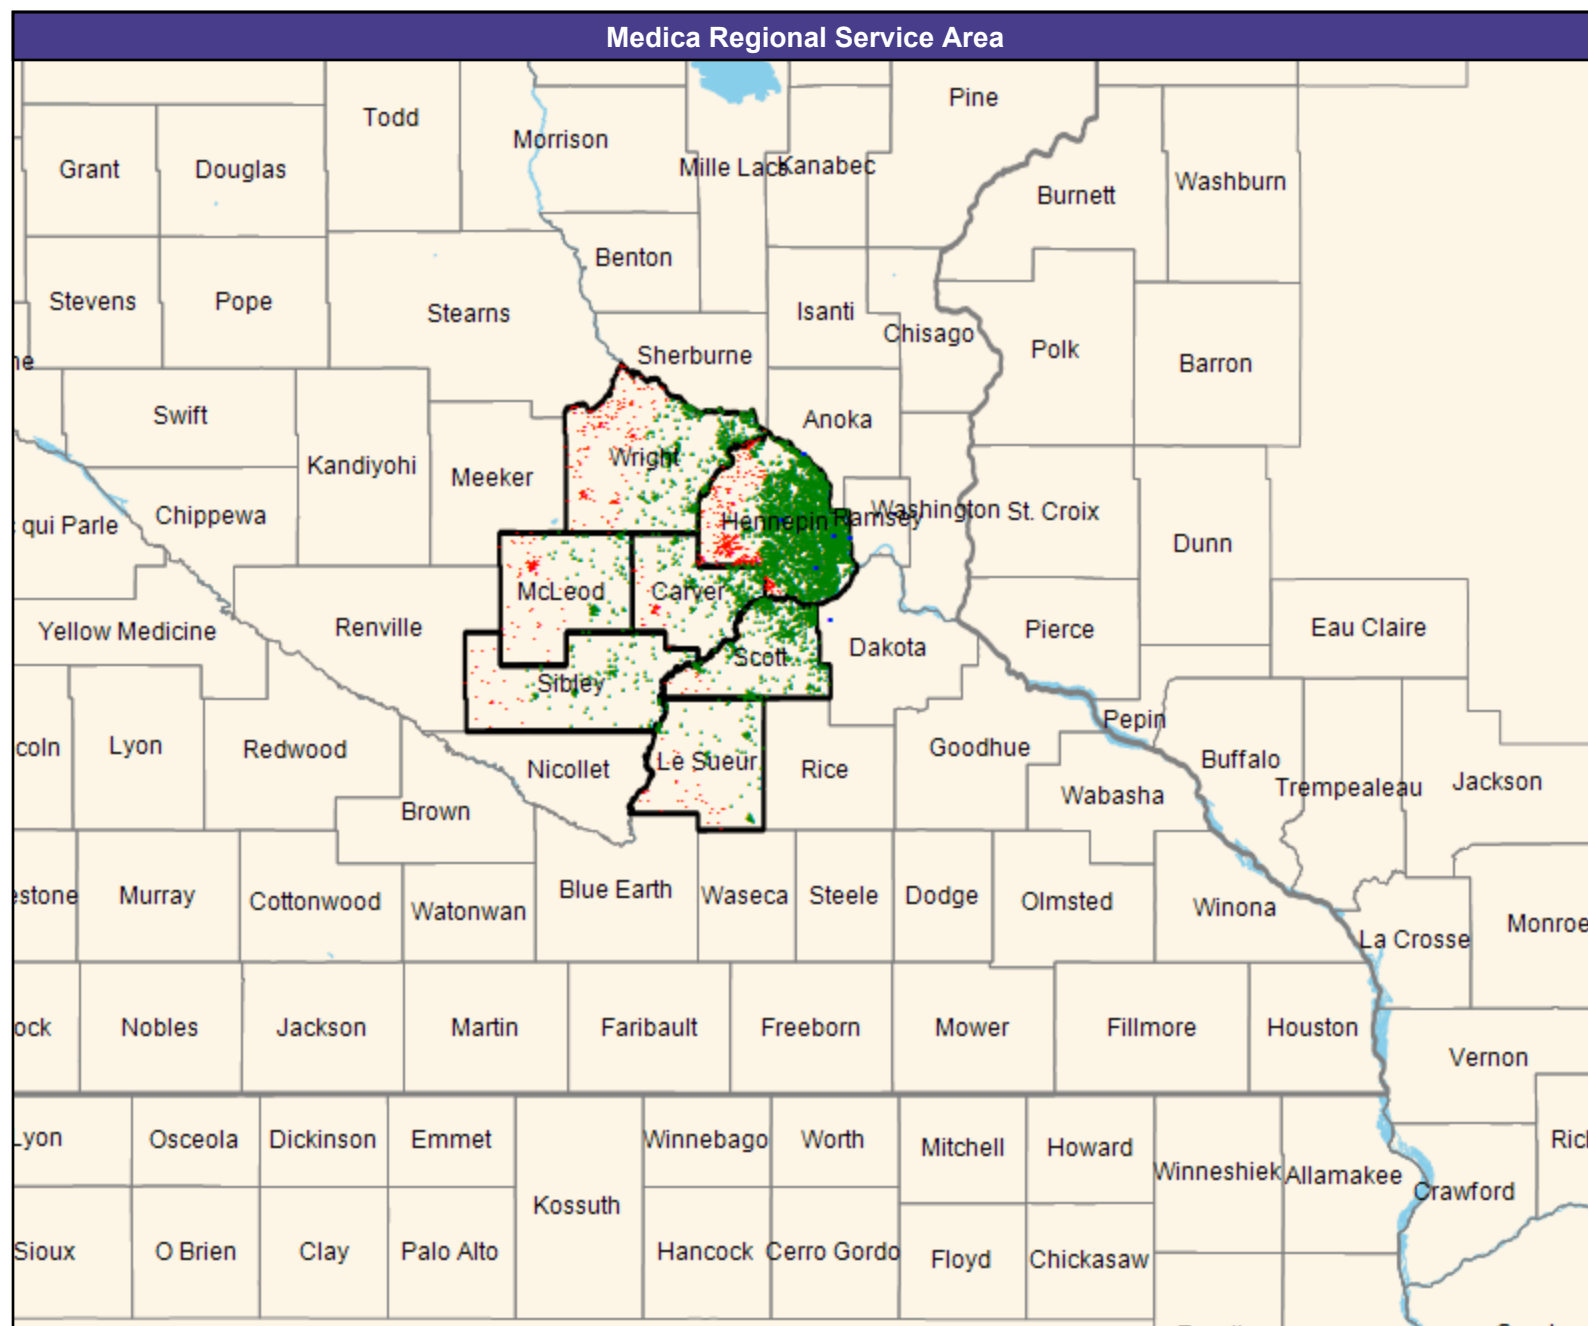 Medica Regional Service Area
Pine
Todd
Morrison
Grant
Douglas
Mille Lacs
Kanabec
Burnett
Washburn
Benton
Stevens
Pope
Stearns
Isanti
Chisago
Sherburne
Polk
Barron
ne
Swift
Anoka
Kandiyohi
Wright
Meeker
Chippewa
qui Parle
Hennepin
Ramsey
Washington
St. Croix
Dunn
McLeod
Carver
Yellow Medicine
Renville
Scott
Dakota
Pierce
Eau Claire
Sibley
coln
Lyon
Redwood
Nicollet
Le Sueur
Rice
Goodhue
Pepin
Buffalo
Trempealeau
Jackson
Brown
Wabasha
estone
Murray
Cottonwood
Watonwan
Blue Earth
Waseca
Steele
Dodge
Olmsted
Winona
La Crosse
Monroe
ock
Nobles
Jackson
Martin
Faribault
Freeborn
Mower
Fillmore
Houston
Vernon
Lyon
Osceola
Dickinson
Emmet
Winnebago
Worth
Mitchell
Howard
Winneshiek
Allamakee
Crawford
Rich
Kossuth
Sioux
O Brien
Clay
Palo Alto
Hancock
Cerro Gordo
Floyd
Chickasaw